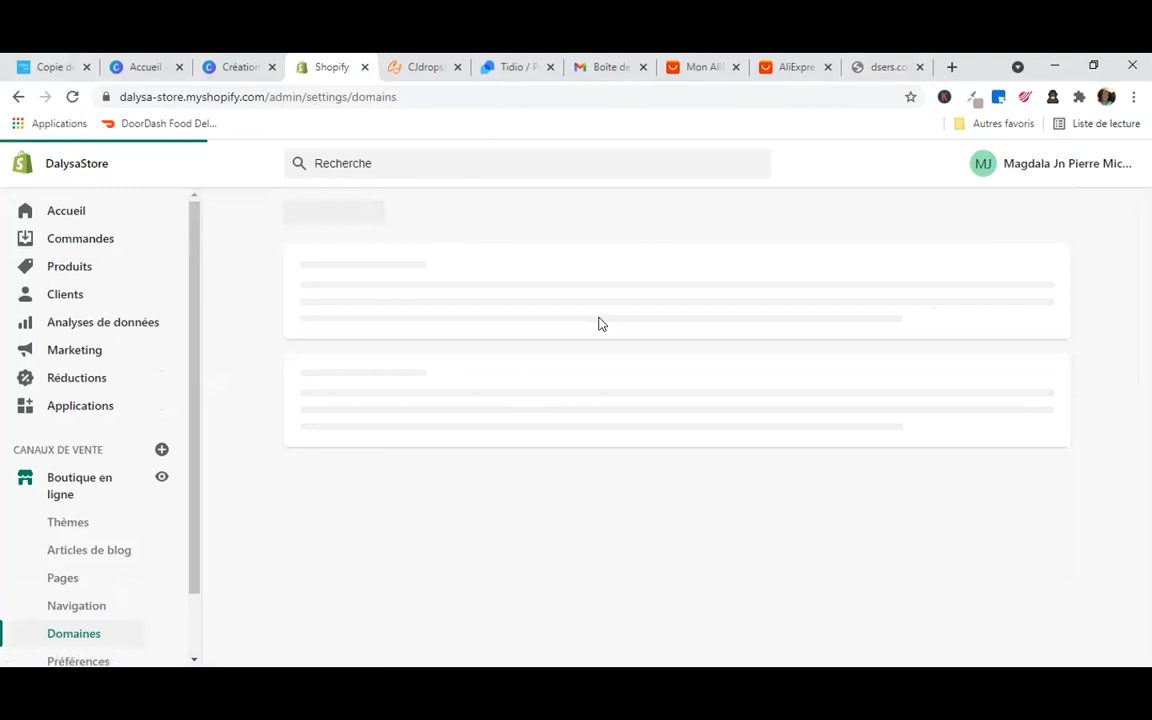 Copie de
Accueil -
Création
Shopify
CJdrops
Tidio / P
Boîte de
Mon Ali
AliExpre
dsers.co
dalysa-store.myshopify.com/admin/settings/domains
Applications
DoorDash Food Del...
Autres favoris
Liste de lecture
DalysaStore
Recherche
MJ
Magdala Jn Pierre Mic...
Accueil
Commandes
Produits
Clients
Analyses de données
Marketing
Réductions
Applications
CANAUX DE VENTE
Boutique en
ligne
Thèmes
Articles de blog
Pages
Navigation
Domaines
Préférences